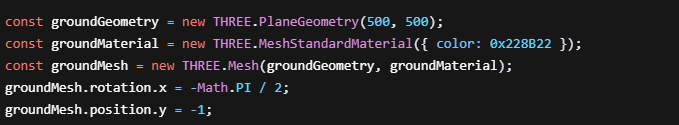 const groundGeometry = new THREE.PlaneGeometry(500, 500);
const groundMaterial = new THREE.MeshStandardMaterial({ color: 0x228B22 });
const groundMesh = new THREE.Mesh(groundGeometry, groundMaterial);
groundMesh.rotation.x = -Math.PI / 2;
groundMesh.position.y = -1;